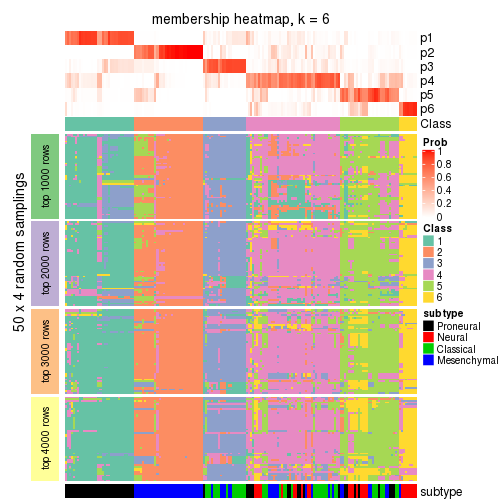 membership heatmap, k = 6
p1
p2
p3
p4
p5
p6
Class
50 x 4 random samplings
top 1000 rows
top 2000 rows
top 3000 rows
top 4000 rows
subtype
Prob
1
0.8
0.6
0.4
0.2
0
Class
1
2
3
4
5
6
subtype
Proneural
Neural
Classical
Mesenchymal